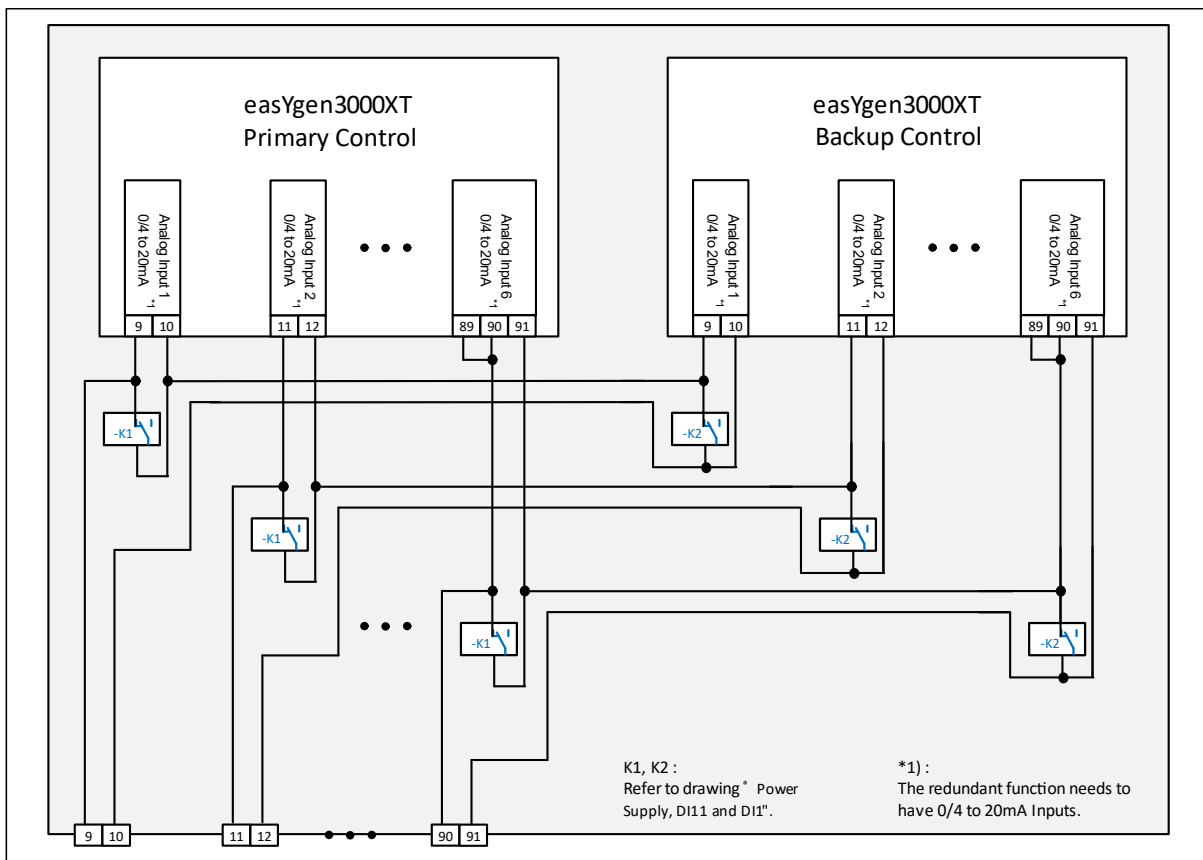 easYgen3000XT
Primary Control
easYgen3000XT
Backup Control
Analog Input 1
0/4 to 20mA *1
Analog Input 2
0/4 to 20mA *1
Analog Input 6
0/4 to 20mA *1
Analog Input 1
0/4 to 20mA *1
Analog Input 2
0/4 to 20mA *1
Analog Input 6
0/4 to 20mA *1
9 10 11 12 89 90 91 9 10 11 12 89 90 91
-K1 -K2
-K1 -K2
-K1 -K2
K1, K2 :
Refer to drawing " Power
Supply, DI11 and DI1".
*1) :
The redundant function needs to
have 0/4 to 20mA Inputs.
9 10 11 12 90 91